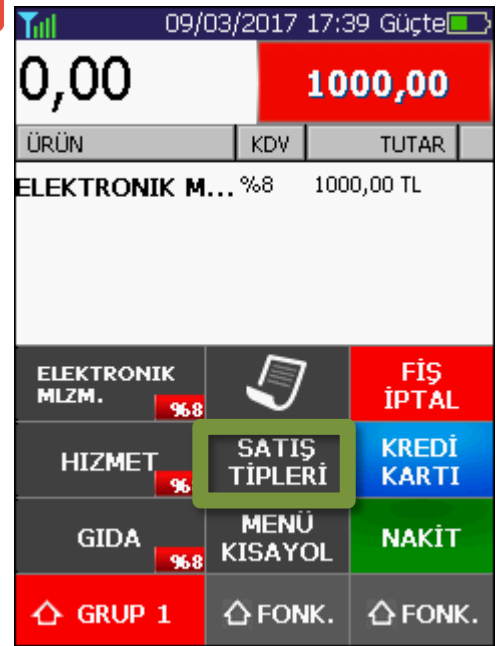 09/03/2017 17:39 Güçte
0,00
1000,00
ÜRÜN KDV TUTAR
ELEKTRONIK M... %8 1000,00 TL
ELEKTRONIK
MLZM.
%8
FİŞ
İPTAL
HIZMET
SATIŞ
TİPLERİ
KREDİ
KARTI
GIDA
%8
MENÜ
KISAYOL
NAKİT
GRUP 1
FONK.
FONK.